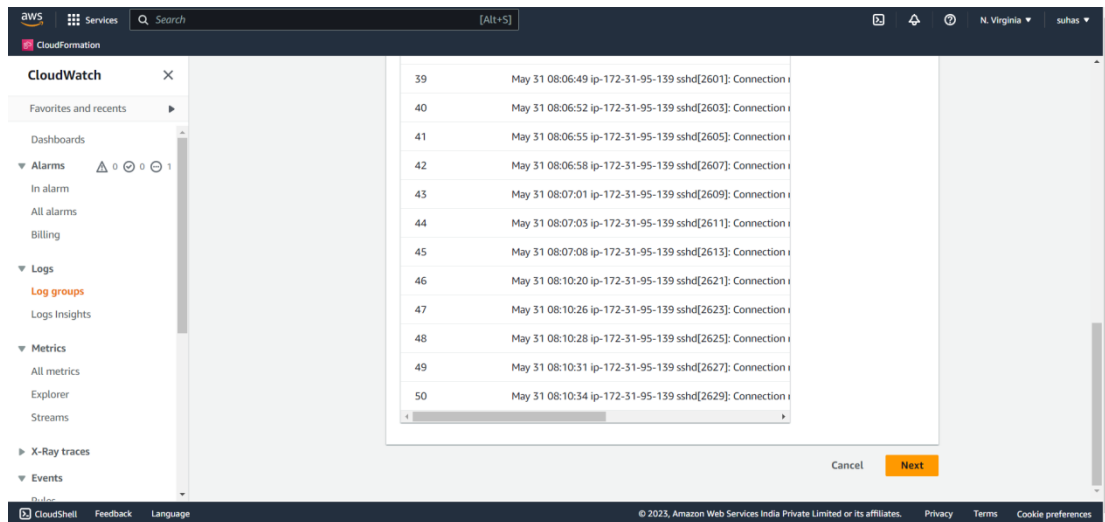 aws Services Search [Alt+S] N. Virginia suhas
CloudFormation
CloudWatch
Favorites and recents
Dashboards
Alarms 0 0 1
In alarm
All alarms
Billing
Logs
Log groups
Logs Insights
Metrics
All metrics
Explorer
Streams
X-Ray traces
Events
Rules
39 May 31 08:06:49 ip-172-31-95-139 sshd[2601]: Connection
40 May 31 08:06:52 ip-172-31-95-139 sshd[2603]: Connection
41 May 31 08:06:55 ip-172-31-95-139 sshd[2605]: Connection
42 May 31 08:06:58 ip-172-31-95-139 sshd[2607]: Connection
43 May 31 08:07:01 ip-172-31-95-139 sshd[2609]: Connection
44 May 31 08:07:03 ip-172-31-95-139 sshd[2611]: Connection
45 May 31 08:07:08 ip-172-31-95-139 sshd[2613]: Connection
46 May 31 08:10:20 ip-172-31-95-139 sshd[2621]: Connection
47 May 31 08:10:26 ip-172-31-95-139 sshd[2623]: Connection
48 May 31 08:10:28 ip-172-31-95-139 sshd[2625]: Connection
49 May 31 08:10:31 ip-172-31-95-139 sshd[2627]: Connection
50 May 31 08:10:34 ip-172-31-95-139 sshd[2629]: Connection
Cancel Next
CloudShell Feedback Language © 2023, Amazon Web Services India Private Limited or its affiliates. Privacy Terms Cookie preferences